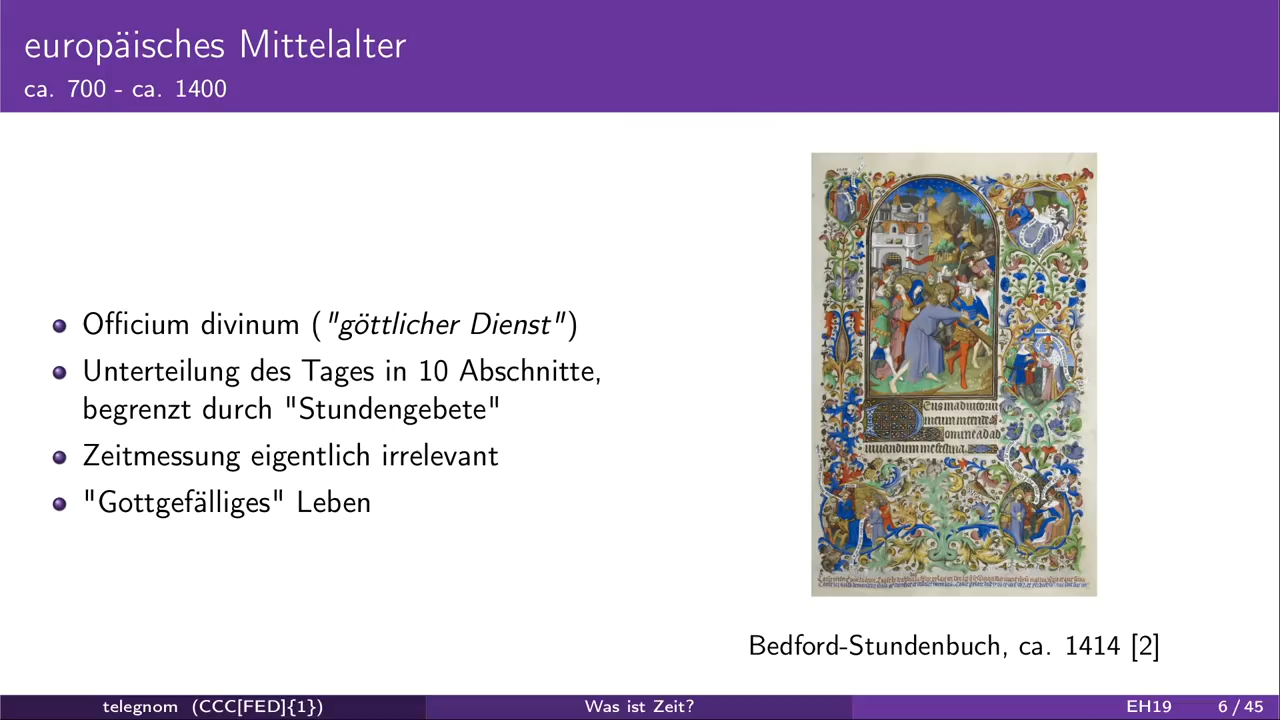 europäisches Mittelalter
ca. 700 - ca. 1400
Officium divinum ("göttlicher Dienst")
Unterteilung des Tages in 10 Abschnitte,
begrenzt durch "Stundengebete"
Zeitmessung eigentlich irrelevant
"Gottgefälliges" Leben
Bedford-Stundenbuch, ca. 1414 [2]
telegnom (CCC[FED]{1})
Was ist Zeit?
EH19
6 / 45